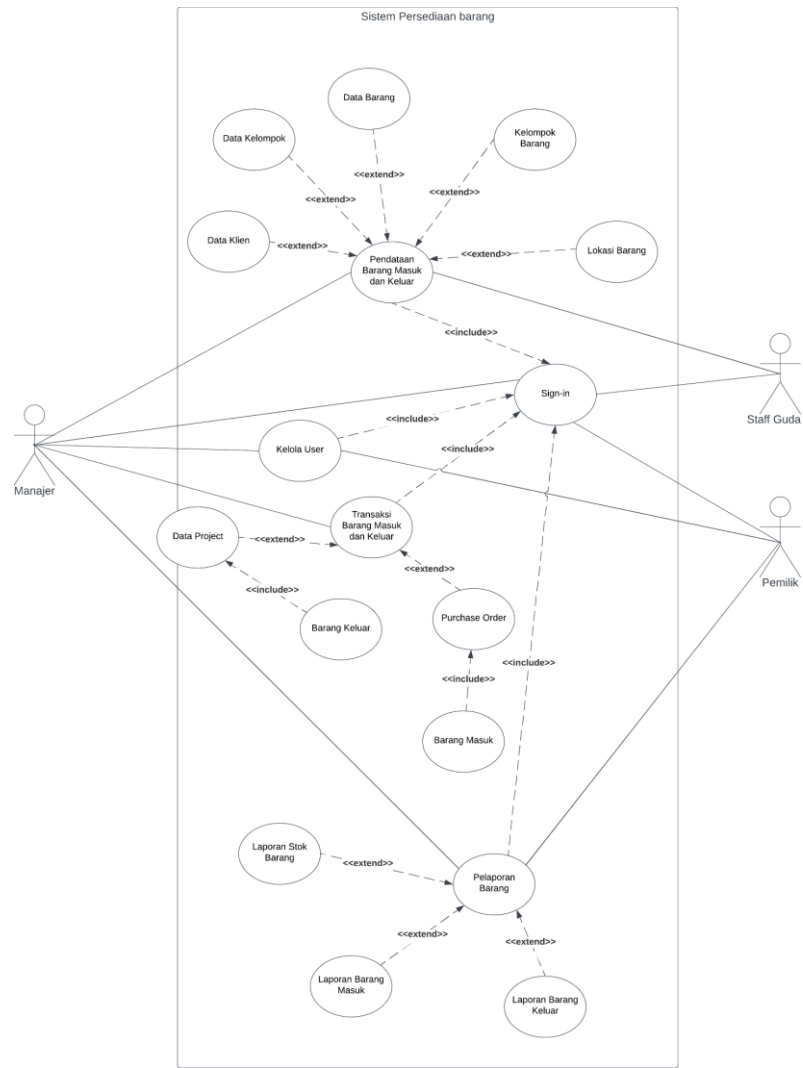 Sistem Persediaan barang
Data Barang
Data Kelompok
Kelompok
Barang
<<extend>>
<<extend>>
<<extend>>
Data Klien
<<extend>>
<<extend>>
Lokasi Barang
Pendataan
Barang Masuk
dan Keluar
<<include>>
Sign-in
Staff Guda
Manajer
Kelola User
<<include>>
<<include>>
Transaksi
Barang Masuk
dan Keluar
Data Project
<<extend>>
<<extend>>
Pemilik
<<include>>
Barang Keluar
Purchase Order
<<include>>
<<include>>
Barang Masuk
Laporan Stok
Barang
<<extend>>
Pelaporan
Barang
<<extend>>
<<extend>>
Laporan Barang
Masuk
Laporan Barang
Keluar